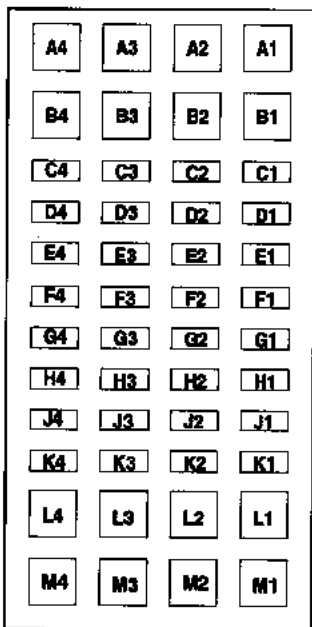 A4 A3 A2 A1
B4 B3 B2 B1
C4 C3 C2 C1
D4 D3 D2 D1
E4 E3 E2 E1
F4 F3 F2 F1
G4 G3 G2 G1
H4 H3 H2 H1
J4 J3 J2 J1
K4 K3 K2 K1
L4 L3 L2 L1
M4 M3 M2 M1